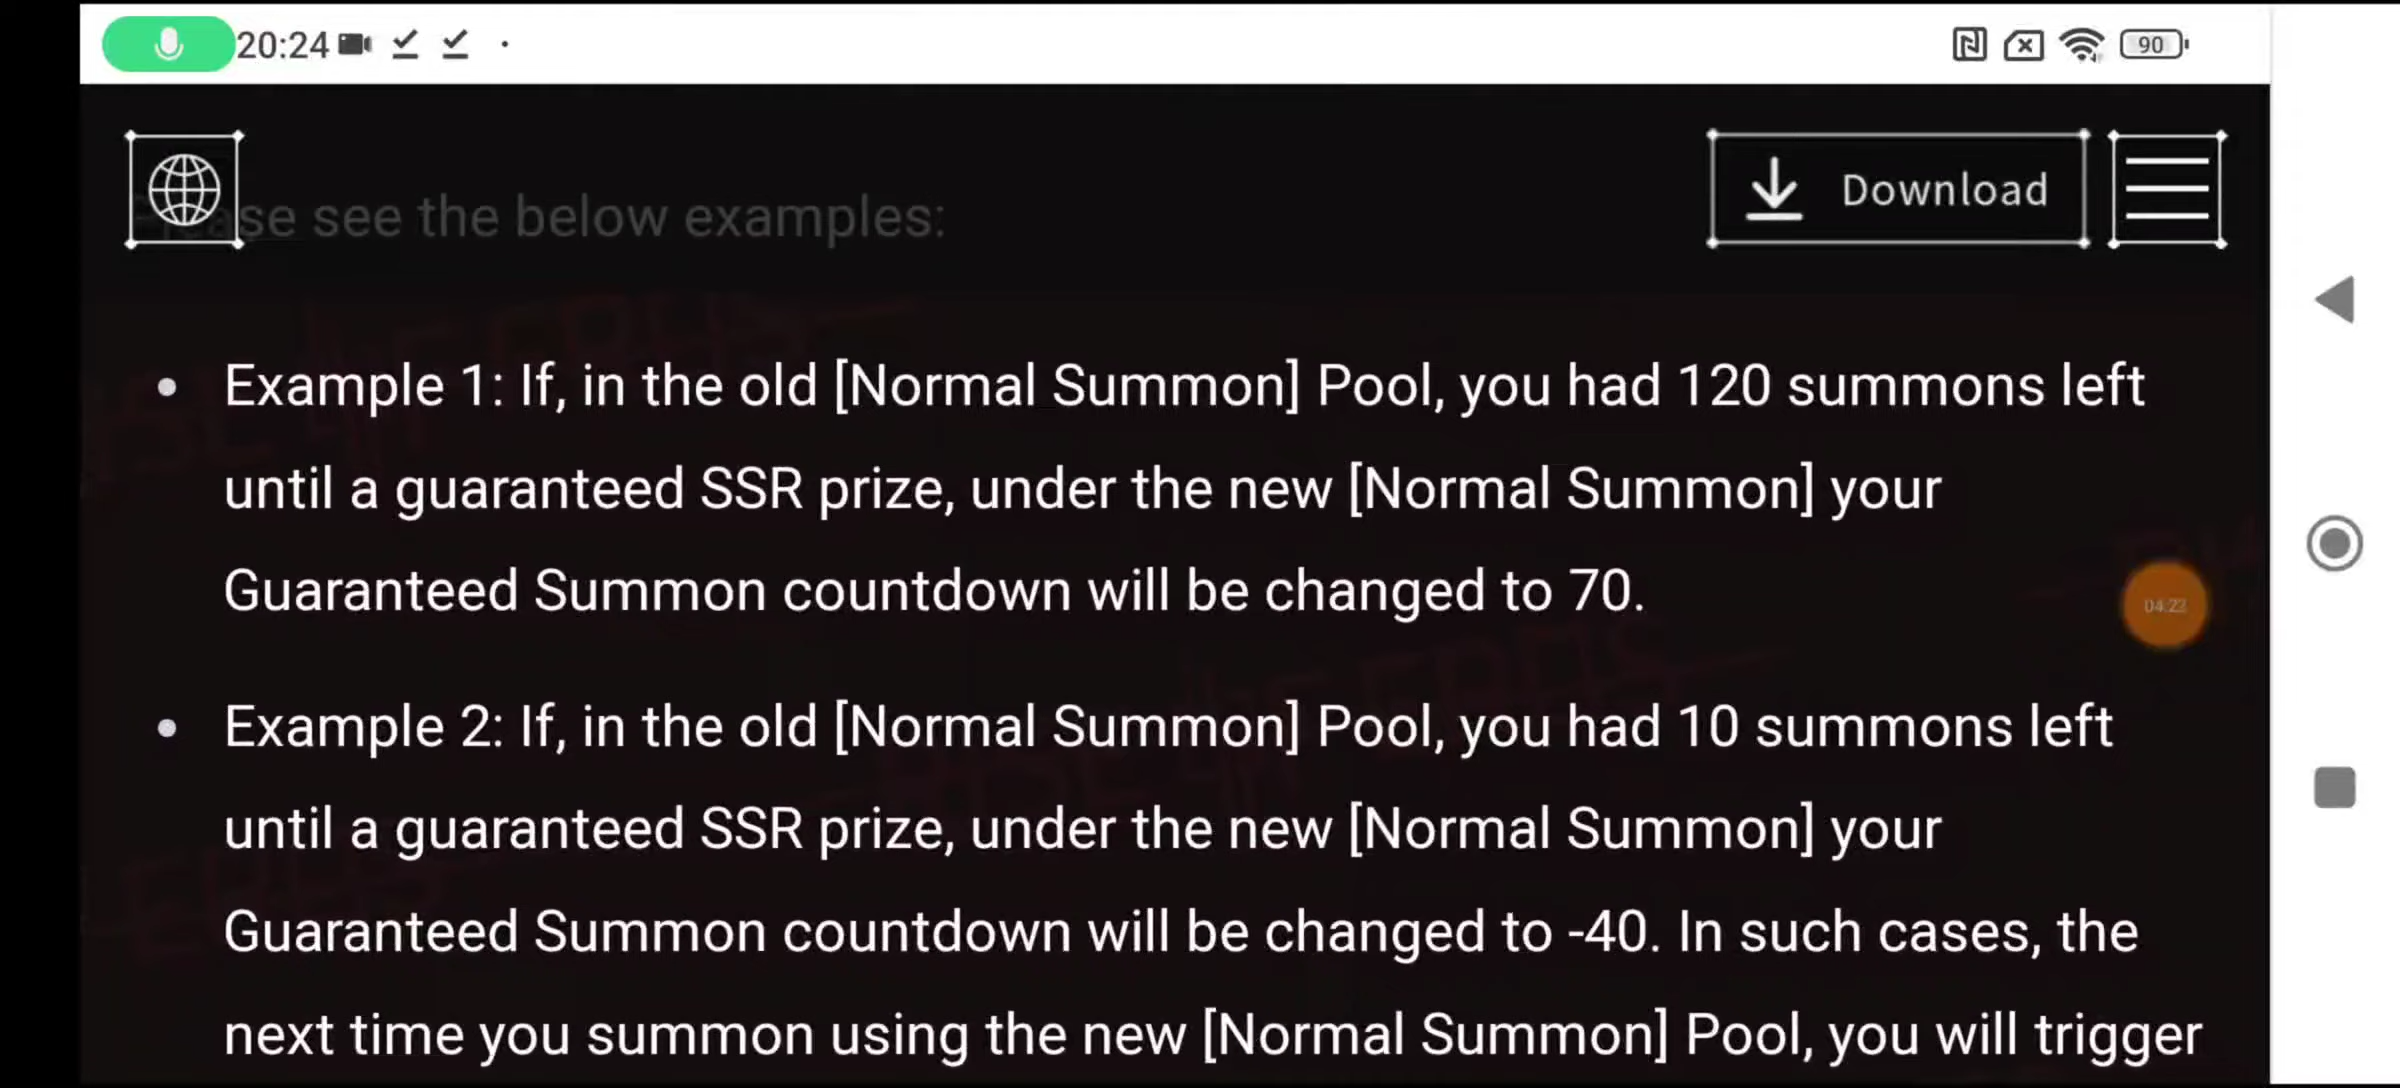 20:24
90
ase see the below examples:
Download
• Example 1: If, in the old [Normal Summon] Pool, you had 120 summons left
until a guaranteed SSR prize, under the new [Normal Summon] your
Guaranteed Summon countdown will be changed to 70.
04:22
• Example 2: If, in the old [Normal Summon] Pool, you had 10 summons left
until a guaranteed SSR prize, under the new [Normal Summon] your
Guaranteed Summon countdown will be changed to -40. In such cases, the
next time you summon using the new [Normal Summon] Pool, you will trigger